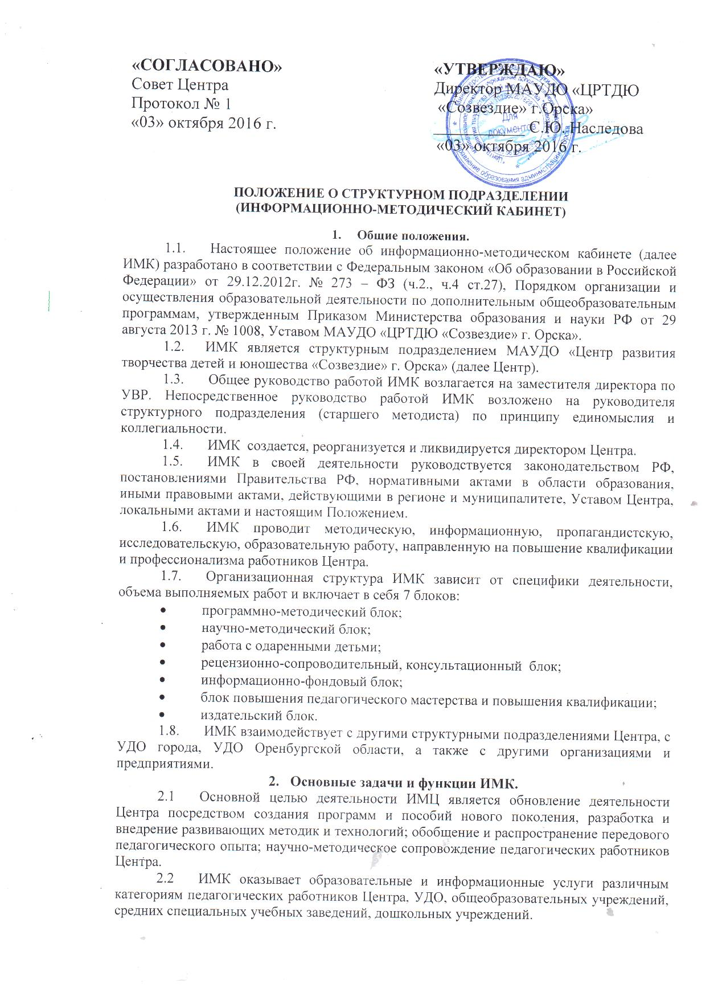 «СОГЛАСОВАНО»
Совет Центра
Протокол № 1
«03» октября 2016 г.
«УТВЕРЖДАЮ»
Директор МАУДО «ЦРТДЮ
«Созвездие» г.Орска»
____________ С.Ю. Наследова
«03» октября 2016 г.
Для
документов
Управление образования администрации г. Орска
ПОЛОЖЕНИЕ О СТРУКТУРНОМ ПОДРАЗДЕЛЕНИИ
(ИНФОРМАЦИОННО-МЕТОДИЧЕСКИЙ КАБИНЕТ)
1. Общие положения.
1.1. Настоящее положение об информационно-методическом кабинете (далее
ИМК) разработано в соответствии с Федеральным законом «Об образовании в Российской
Федерации» от 29.12.2012г. № 273 – ФЗ (ч.2., ч.4 ст.27), Порядком организации и
осуществления образовательной деятельности по дополнительным общеобразовательным
программам, утвержденным Приказом Министерства образования и науки РФ от 29
августа 2013 г. № 1008, Уставом МАУДО «ЦРТДЮ «Созвездие» г. Орска».
1.2. ИМК является структурным подразделением МАУДО «Центр развития
творчества детей и юношества «Созвездие» г. Орска» (далее Центр).
1.3. Общее руководство работой ИМК возлагается на заместителя директора по
УВР. Непосредственное руководство работой ИМК возложено на руководителя
структурного подразделения (старшего методиста) по принципу единомыслия и
коллегиальности.
1.4. ИМК создается, реорганизуется и ликвидируется директором Центра.
1.5. ИМК в своей деятельности руководствуется законодательством РФ,
постановлениями Правительства РФ, нормативными актами в области образования,
иными правовыми актами, действующими в регионе и муниципалитете, Уставом Центра,
локальными актами и настоящим Положением.
1.6. ИМК проводит методическую, информационную, пропагандистскую,
исследовательскую, образовательную работу, направленную на повышение квалификации
и профессионализма работников Центра.
1.7. Организационная структура ИМК зависит от специфики деятельности,
объема выполняемых работ и включает в себя 7 блоков:
• программно-методический блок;
• научно-методический блок;
• работа с одаренными детьми;
• рецензионно-сопроводительный, консультационный блок;
• информационно-фондовый блок;
• блок повышения педагогического мастерства и повышения квалификации;
• издательский блок.
1.8. ИМК взаимодействует с другими структурными подразделениями Центра, с
УДО города, УДО Оренбургской области, а также с другими организациями и
предприятиями.
2. Основные задачи и функции ИМК.
2.1 Основной целью деятельности ИМЦ является обновление деятельности
Центра посредством создания программ и пособий нового поколения, разработка и
внедрение развивающих методик и технологий; обобщение и распространение передового
педагогического опыта; научно-методическое сопровождение педагогических работников
Центра.
2.2 ИМК оказывает образовательные и информационные услуги различным
категориям педагогических работников Центра, УДО, общеобразовательных учреждений,
средних специальных учебных заведений, дошкольных учреждений.